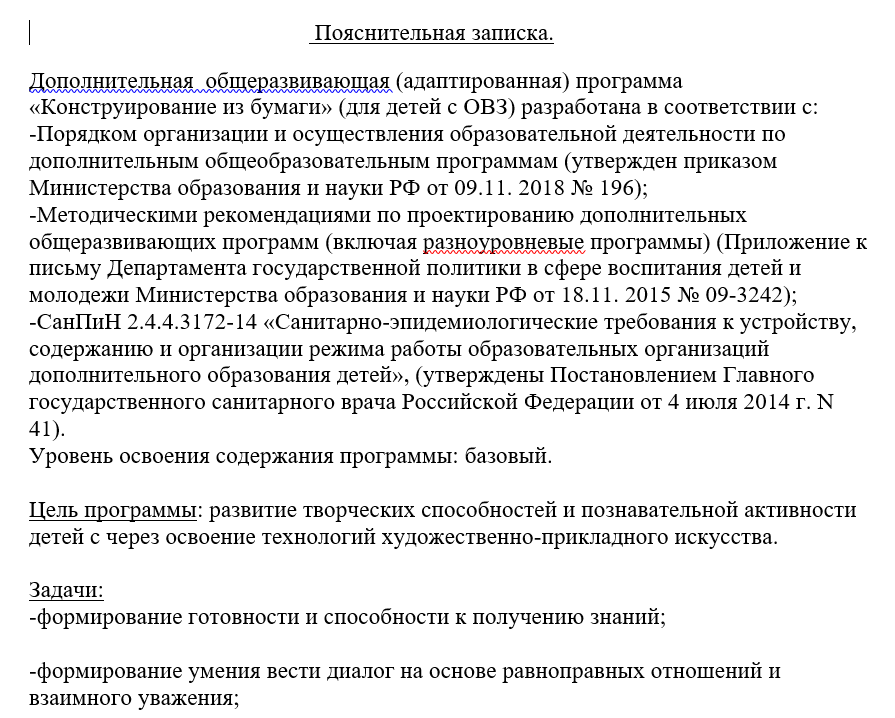 Пояснительная записка.
Дополнительная общеразвивающая (адаптированная) программа
«Конструирование из бумаги» (для детей с ОВЗ) разработана в соответствии с:
-Порядком организации и осуществления образовательной деятельности по
дополнительным общеобразовательным программам (утвержден приказом
Министерства образования и науки РФ от 09.11. 2018 № 196);
-Методическими рекомендациями по проектированию дополнительных
общеразвивающих программ (включая разноуровневые программы) (Приложение к
письму Департамента государственной политики в сфере воспитания детей и
молодежи Министерства образования и науки РФ от 18.11. 2015 № 09-3242);
-СанПиН 2.4.4.3172-14 «Санитарно-эпидемиологические требования к устройству,
содержанию и организации режима работы образовательных организаций
дополнительного образования детей», (утверждены Постановлением Главного
государственного санитарного врача Российской Федерации от 4 июля 2014 г. N
41).
Уровень освоения содержания программы: базовый.
Цель программы: развитие творческих способностей и познавательной активности
детей с через освоение технологий художественно-прикладного искусства.
Задачи:
-формирование готовности и способности к получению знаний;
-формирование умения вести диалог на основе равноправных отношений и
взаимного уважения;